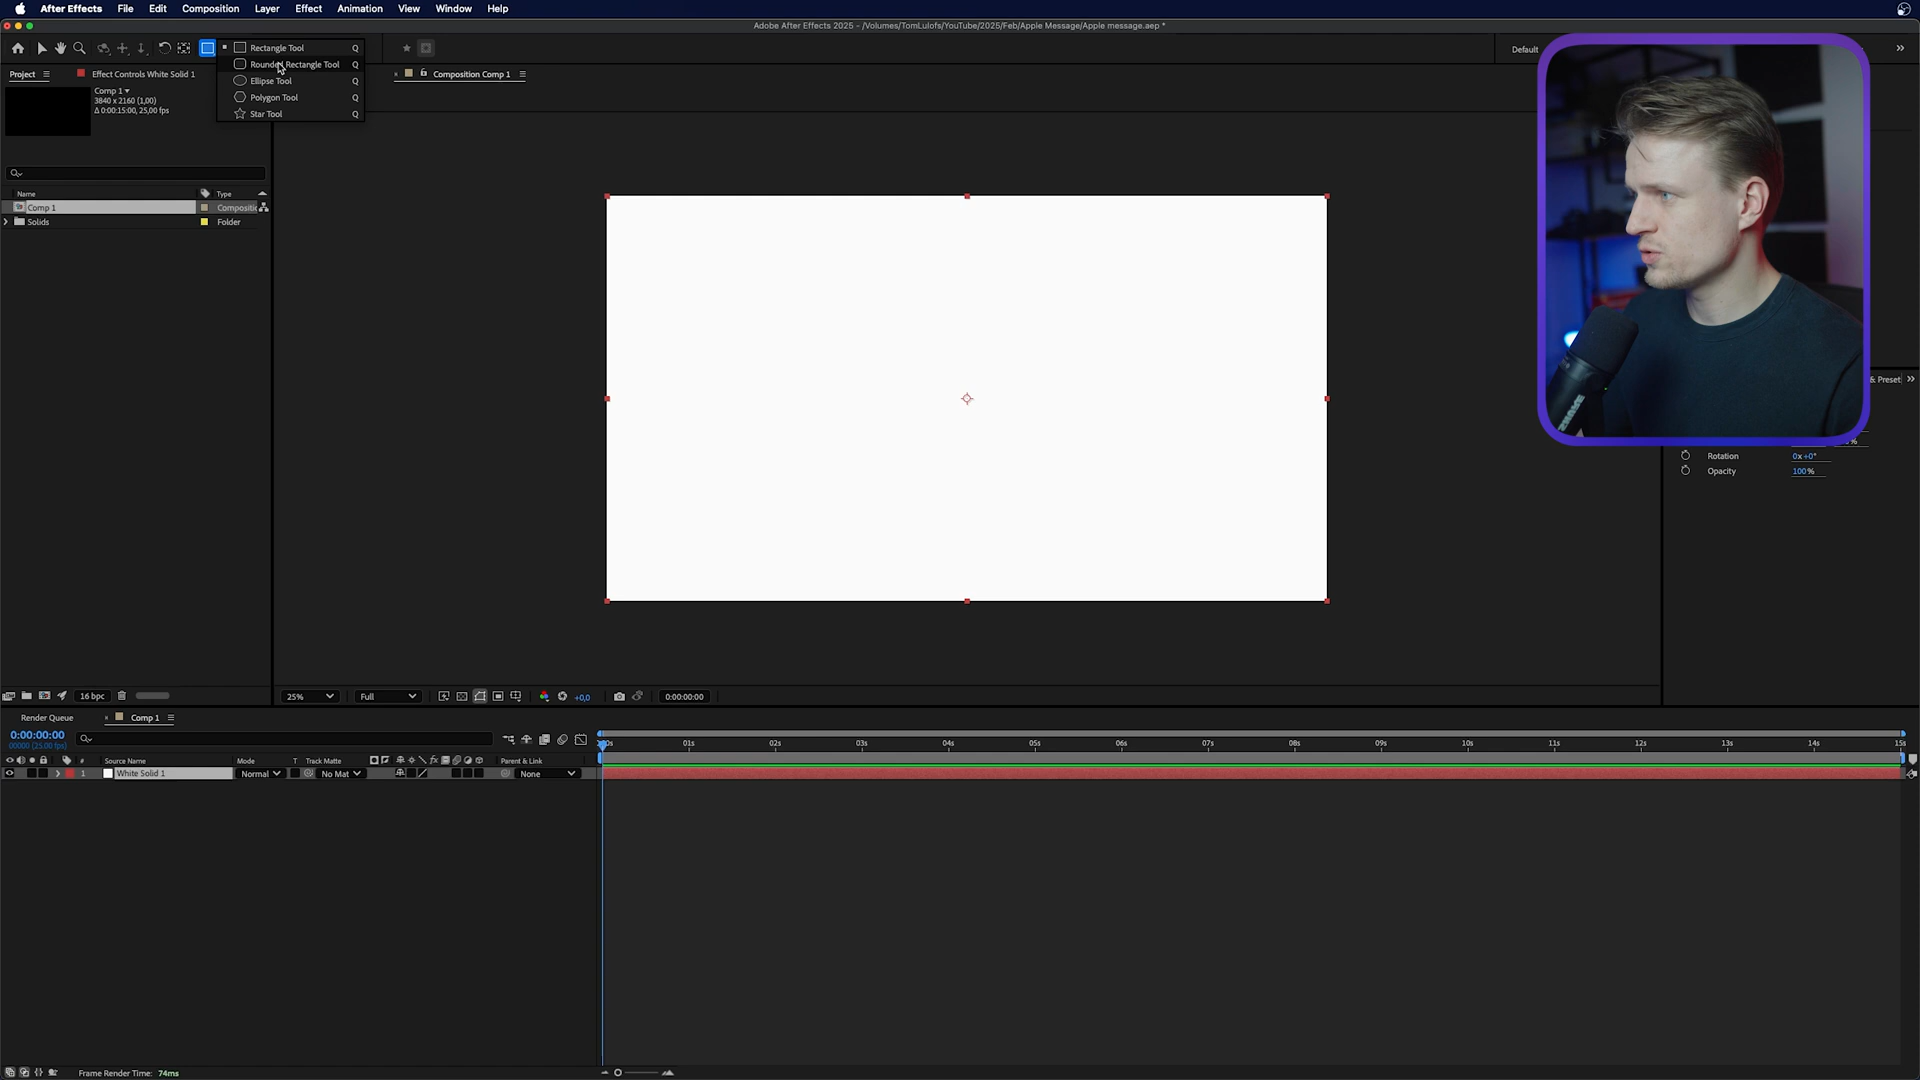 After Effects File Edit Composition Layer Effect Animation View Window Help
Adobe After Effects 2025 - /Volumes/TomLulofs/YouTube/2025/Feb/Apple Message/Apple message.aep *
Rectangle Tool Q
Rounded Rectangle Tool Q
Ellipse Tool Q
Polygon Tool Q
Star Tool Q
Default
Project
Effect Controls White Solid 1
Composition Comp 1
Comp 1
3840 x 2160 (1,00)
Δ 0:00:15:00, 25,00 fps
Name Type
Comp 1
Solids Folder
& Preset
Rotation 0x+0°
Opacity 100%
16 bpc
25% Full +0,0 0:00:00:00
Render Queue Comp 1
0:00:00:00
00000 (25.00 fps)
01s 02s 03s 04s 05s 06s 07s 08s 09s 10s 11s 12s 13s 14s 15s
# Source Name Mode T Track Matte Parent & Link
1 White Solid 1 Normal No Mat None
Frame Render Time: 74ms